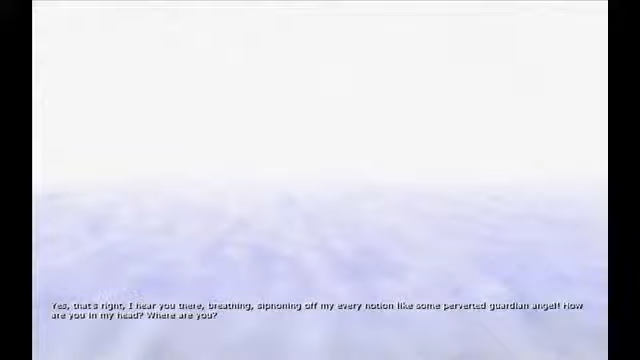 Yes, that's right, I hear you there, breathing, siphoning off my every notion like some perverted guardian angel! How
are you in my head? Where are you?